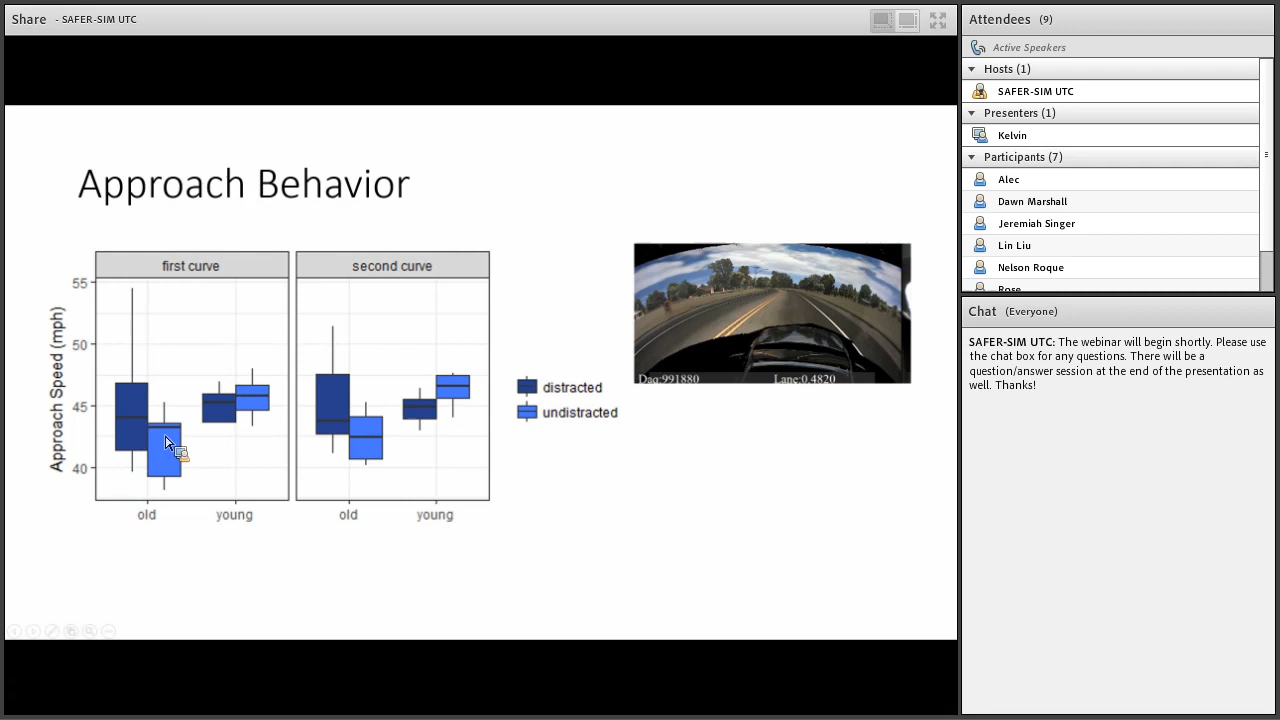 Share - SAFER-SIM UTC
Approach Behavior
first curve second curve
Approach Speed (mph)
55
50
45
40
old young old young
distracted
undistracted
Daq:991880 Lane:0.4820
Attendees (9)
Active Speakers
Hosts (1)
SAFER-SIM UTC
Presenters (1)
Kelvin
Participants (7)
Alec
Dawn Marshall
Jeremiah Singer
Lin Liu
Nelson Roque
Rose
Chat (Everyone)
SAFER-SIM UTC: The webinar will begin shortly. Please use
the chat box for any questions. There will be a
question/answer session at the end of the presentation as
well. Thanks!